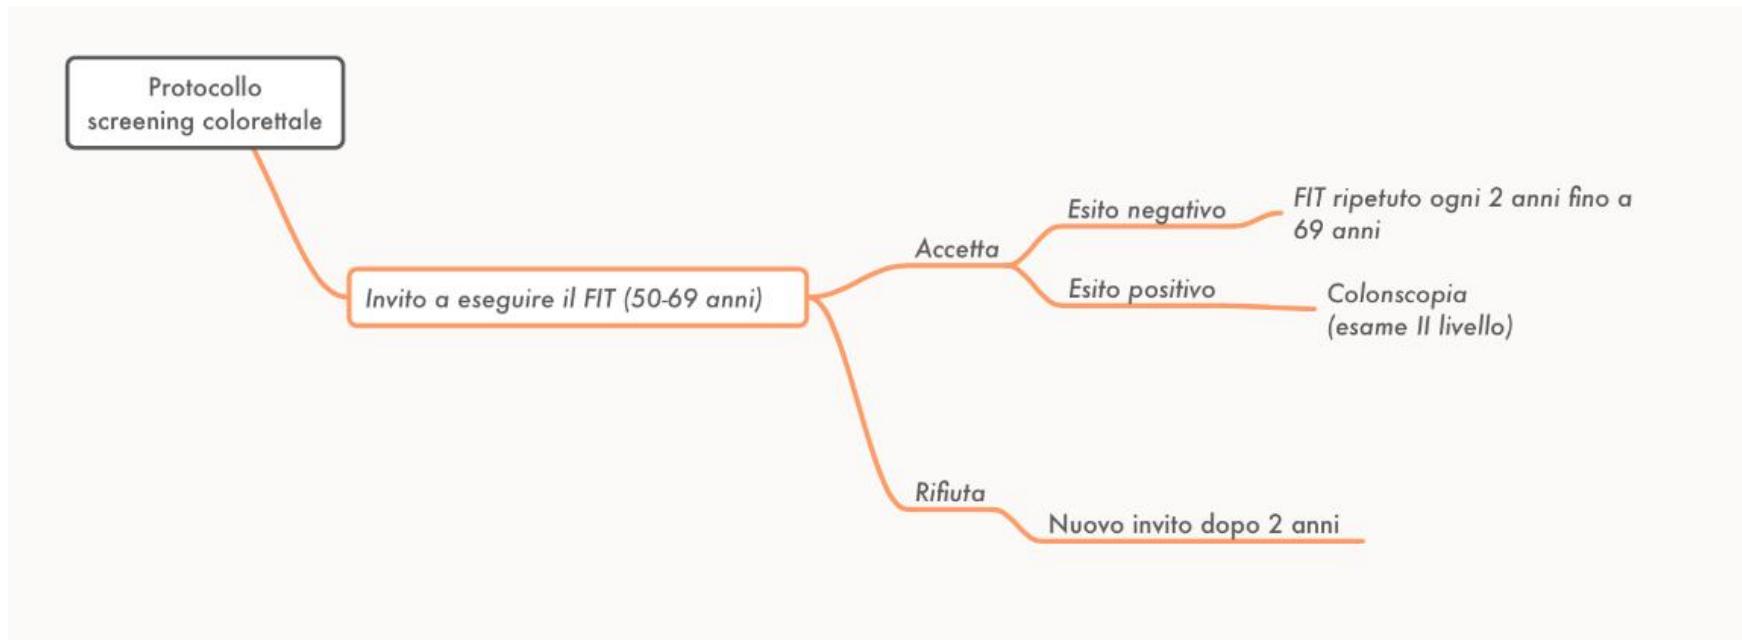 Protocollo
screening colorettale
Invito a eseguire il FIT (50-69 anni)
Accetta
Esito negativo
FIT ripetuto ogni 2 anni fino a
69 anni
Esito positivo
Colonscopia
(esame II livello)
Rifiuta
Nuovo invito dopo 2 anni